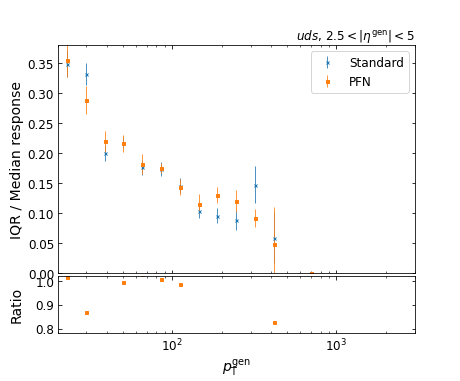 uds, 2.5 < |η^gen| < 5
Standard
PFN
IQR / Median response
0.35
0.30
0.25
0.20
0.15
0.10
0.05
0.00
Ratio
1.0
0.9
0.8
10^2
10^3
p_T^gen